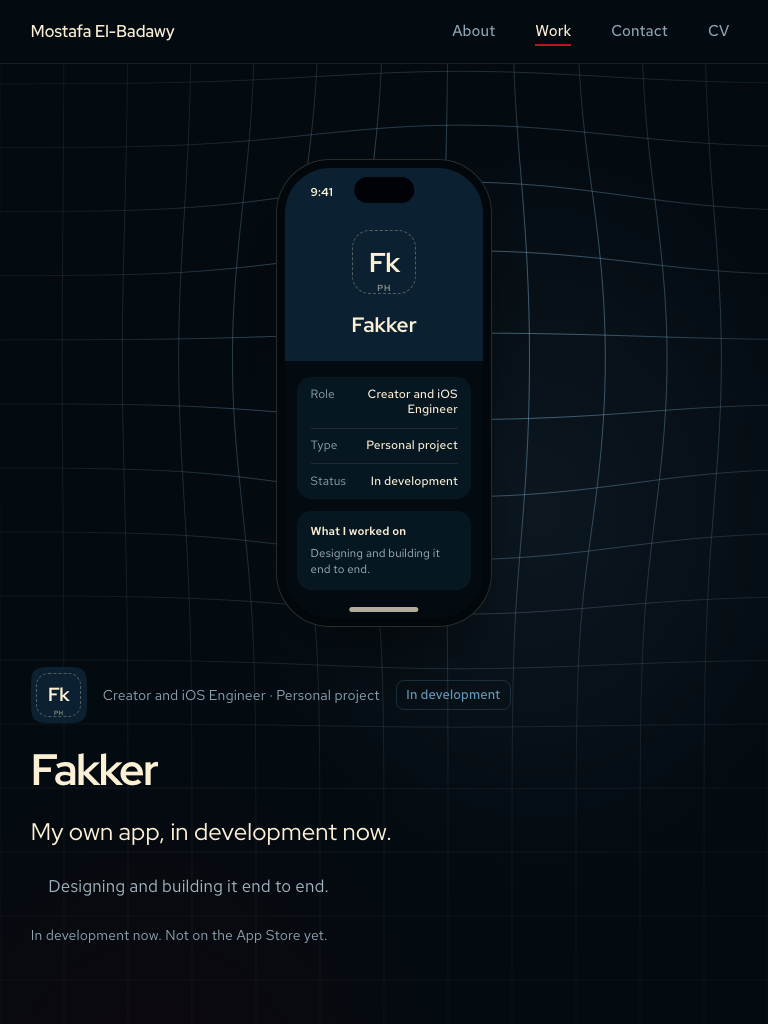 Mostafa El-Badawy
About
Work
Contact
CV
9:41
Fk
PH
Fakker
Role
Creator and iOS
Engineer
Type
Personal project
Status
In development
What I worked on
Designing and building it
end to end.
Fk
PH
Creator and iOS Engineer · Personal project
In development
Fakker
My own app, in development now.
Designing and building it end to end.
In development now. Not on the App Store yet.